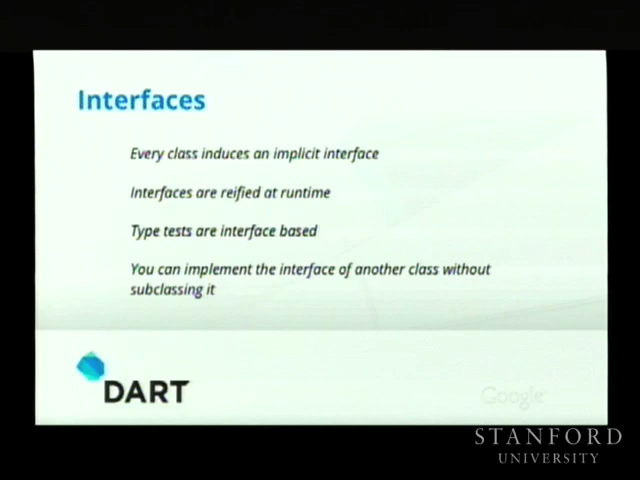 Interfaces
Every class induces an implicit interface
Interfaces are reified at runtime
Type tests are interface based
You can implement the interface of another class without
subclassing it
DART
Google
STANFORD
UNIVERSITY